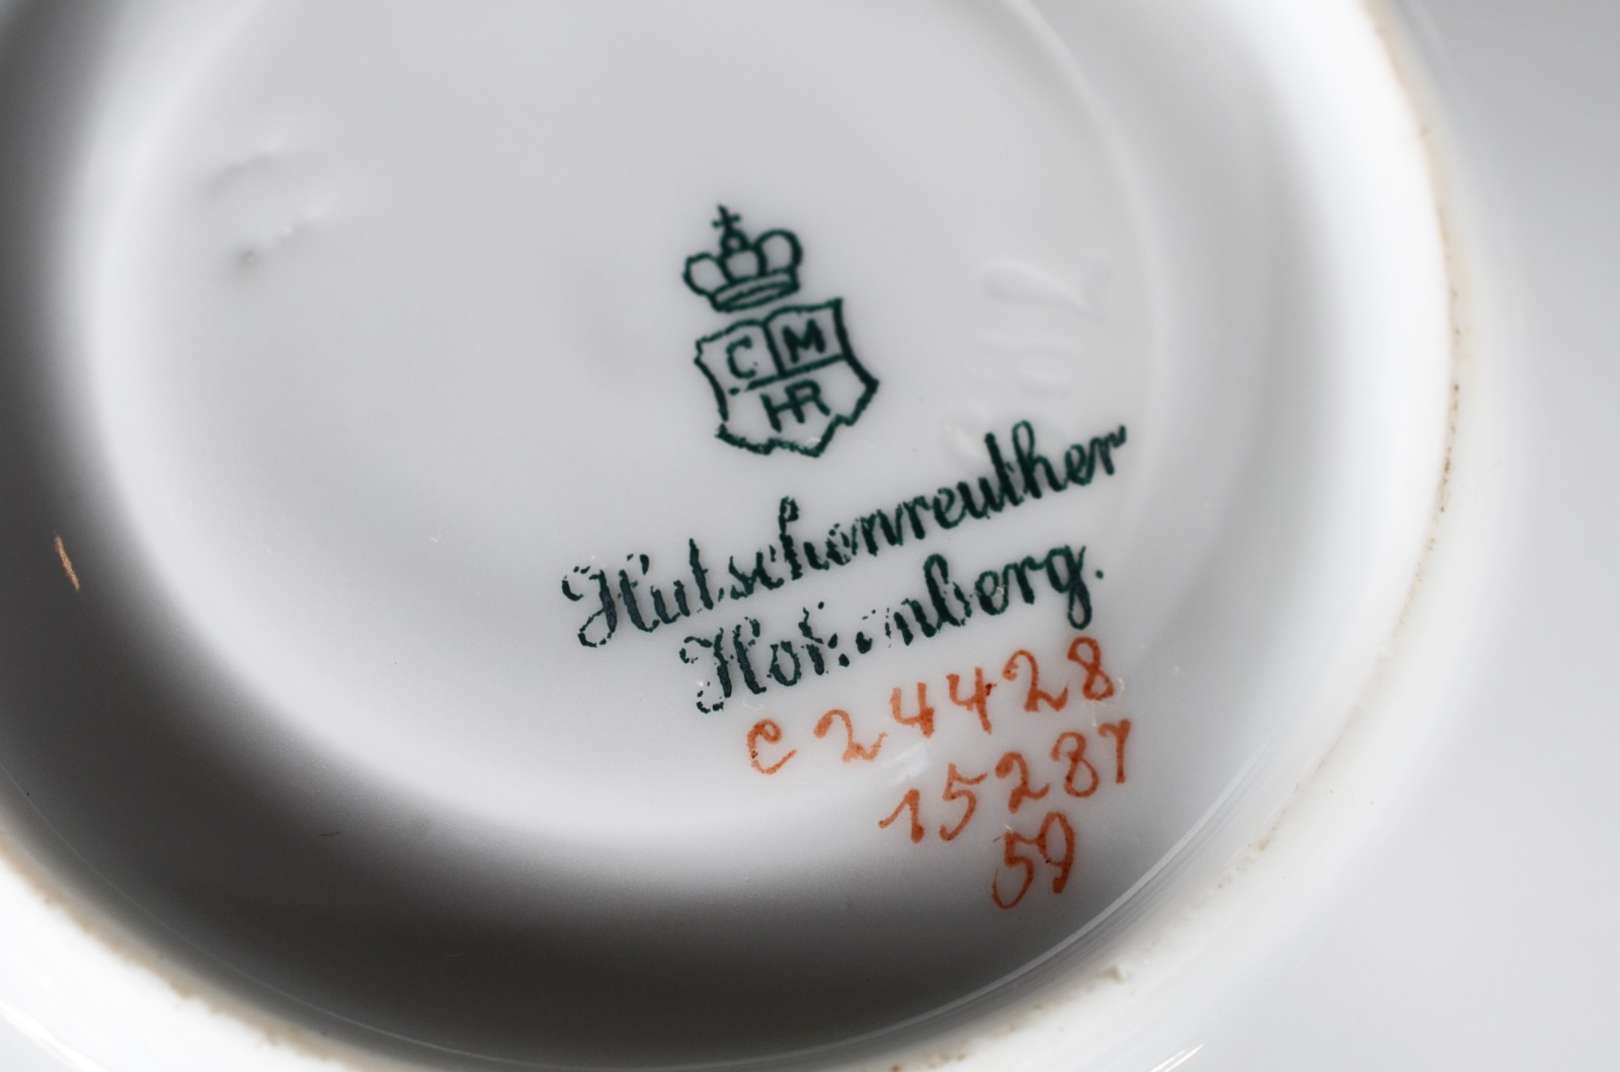 C M
HR
Hutschenreuther
Hohenberg.
C 24428
15287
59